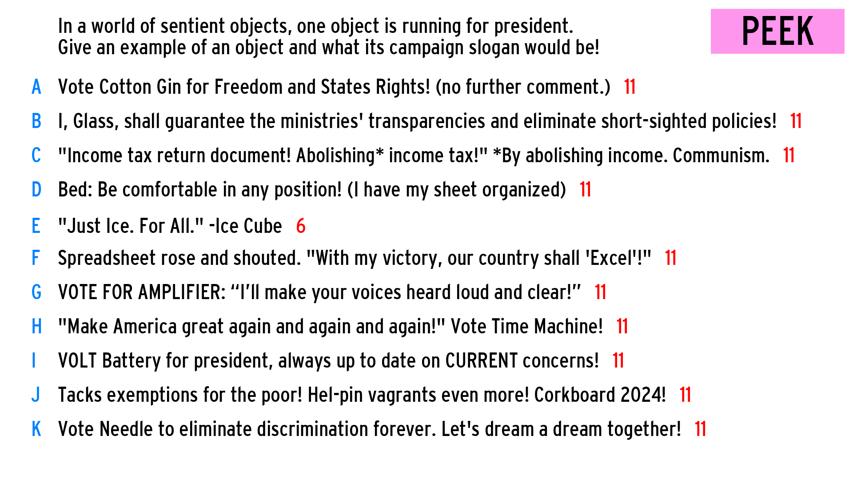 In a world of sentient objects, one object is running for president.
Give an example of an object and what its campaign slogan would be!
PEEK
A Vote Cotton Gin for Freedom and States Rights! (no further comment.) 11
B I, Glass, shall guarantee the ministries' transparencies and eliminate short-sighted policies! 11
C "Income tax return document! Abolishing* income tax!" *By abolishing income. Communism. 11
D Bed: Be comfortable in any position! (I have my sheet organized) 11
E "Just Ice. For All." -Ice Cube 6
F Spreadsheet rose and shouted. "With my victory, our country shall 'Excel'!" 11
G VOTE FOR AMPLIFIER: “I’ll make your voices heard loud and clear!” 11
H "Make America great again and again and again!" Vote Time Machine! 11
I VOLT Battery for president, always up to date on CURRENT concerns! 11
J Tacks exemptions for the poor! Hel-pin vagrants even more! Corkboard 2024! 11
K Vote Needle to eliminate discrimination forever. Let's dream a dream together! 11